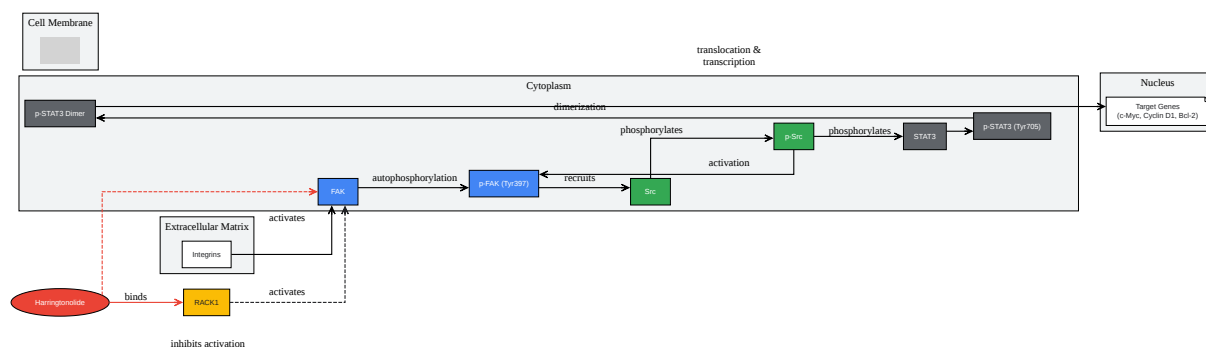 Cell Membrane
translocation &
transcription
Cytoplasm
Nucleus
p-STAT3 Dimer
dimerization
Target Genes
(c-Myc, Cyclin D1, Bcl-2)
t
p-STAT3 (Tyr705)
phosphorylates
p-Src
phosphorylates
STAT3
activation
autophosphorylation
p-FAK (Tyr397)
recruits
FAK
Src
activates
Extracellular Matrix
Integrins
Harringtonolide
binds
RACK1
activates
inhibits activation